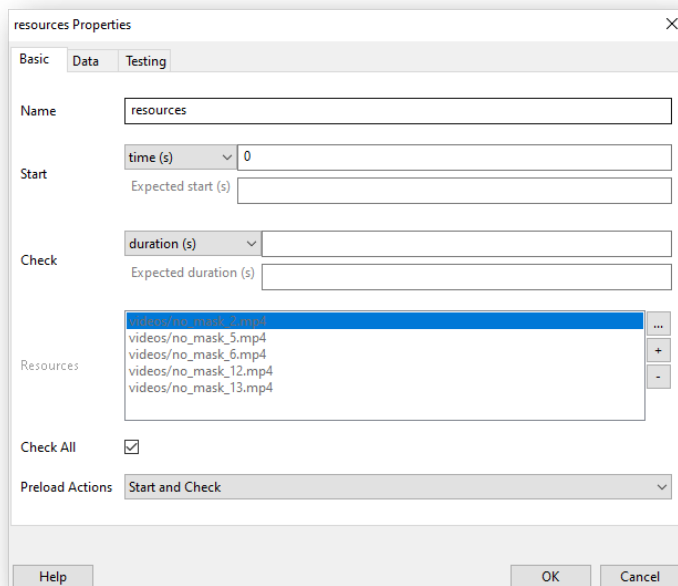 resources Properties
Basic Data Testing
Name resources
Start time (s) 0
Expected start (s)
Check duration (s)
Expected duration (s)
Resources
videos/no_mask_2.mp4 ...
videos/no_mask_5.mp4 +
videos/no_mask_6.mp4
videos/no_mask_12.mp4 -
videos/no_mask_13.mp4
Check All
Preload Actions Start and Check
Help OK Cancel